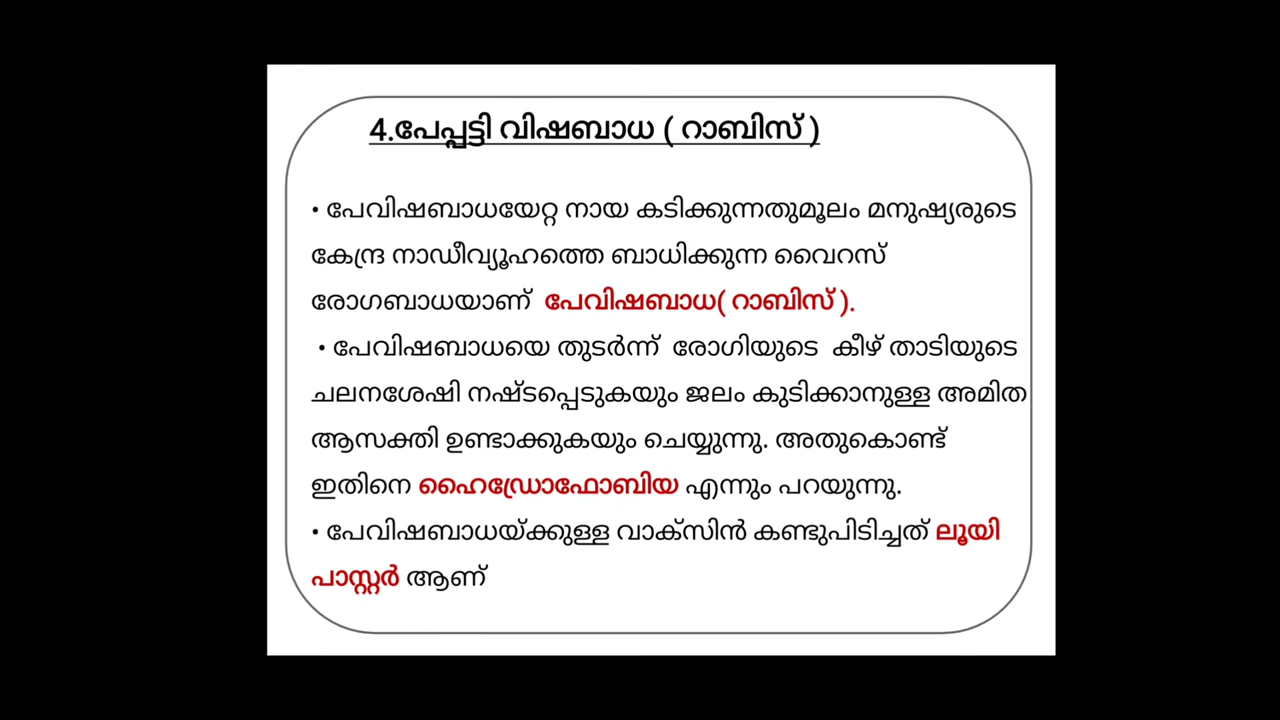 4.പേപ്പട്ടി വിഷബാധ ( റാബിസ് )
• പേവിഷബാധയേറ്റ നായ കടിക്കുന്നതുമൂലം മനുഷ്യരുടെ
കേന്ദ്ര നാഡീവ്യൂഹത്തെ ബാധിക്കുന്ന വൈറസ്
രോഗബാധയാണ് പേവിഷബാധ( റാബിസ് ).
• പേവിഷബാധയെ തുടർന്ന് രോഗിയുടെ കീഴ് താടിയുടെ
ചലനശേഷി നഷ്ടപ്പെടുകയും ജലം കുടിക്കാനുള്ള അമിത
ആസക്തി ഉണ്ടാക്കുകയും ചെയ്യുന്നു. അതുകൊണ്ട്
ഇതിനെ ഹൈഡ്രോഫോബിയ എന്നും പറയുന്നു.
• പേവിഷബാധയ്ക്കുള്ള വാക്സിൻ കണ്ടുപിടിച്ചത് ലൂയി
പാസ്റ്റർ ആണ്